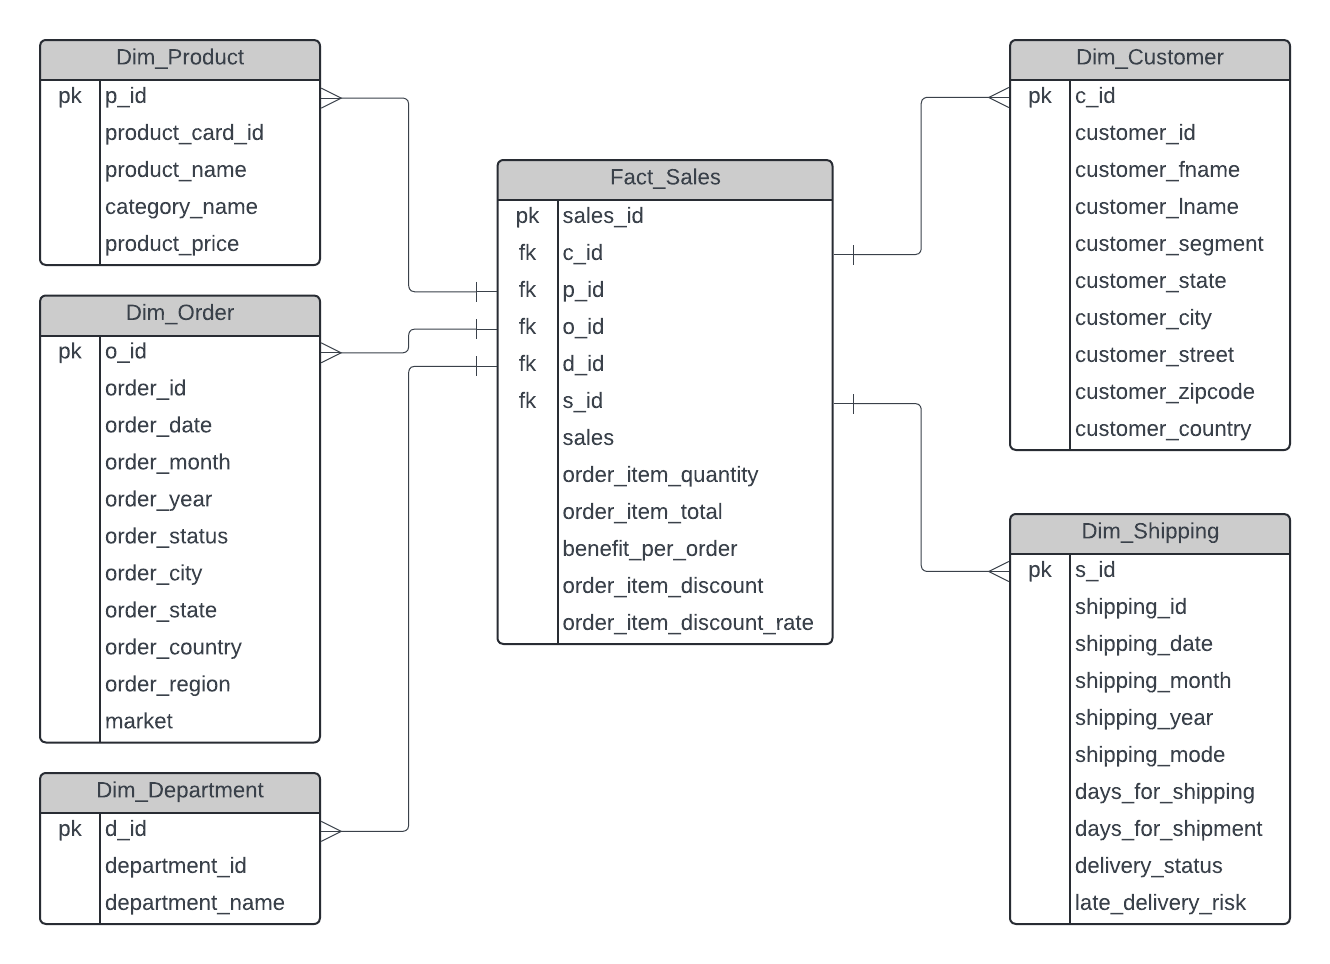 Dim_Product
pk p_id
product_card_id
product_name
category_name
product_price
Dim_Order
pk o_id
order_id
order_date
order_month
order_year
order_status
order_city
order_state
order_country
order_region
market
Dim_Department
pk d_id
department_id
department_name
Fact_Sales
pk sales_id
fk c_id
fk p_id
fk o_id
fk d_id
fk s_id
sales
order_item_quantity
order_item_total
benefit_per_order
order_item_discount
order_item_discount_rate
Dim_Customer
pk c_id
customer_id
customer_fname
customer_lname
customer_segment
customer_state
customer_city
customer_street
customer_zipcode
customer_country
Dim_Shipping
pk s_id
shipping_id
shipping_date
shipping_month
shipping_year
shipping_mode
days_for_shipping
days_for_shipment
delivery_status
late_delivery_risk